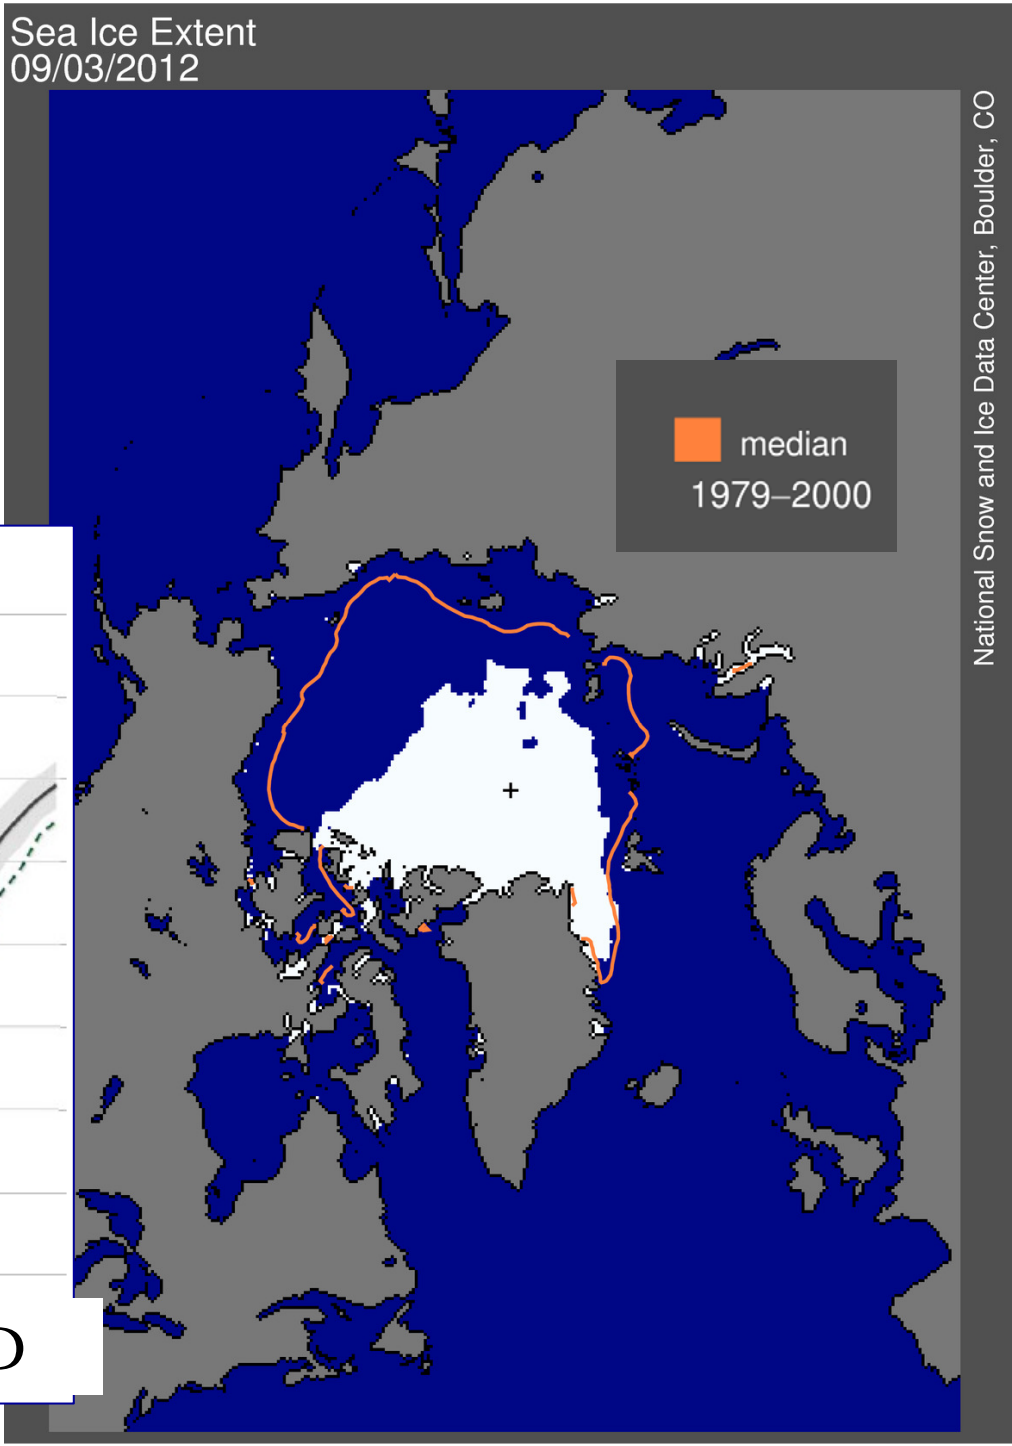 Sea Ice Extent
09/03/2012
median
1979–2000
National Snow and Ice Data Center, Boulder, CO
D